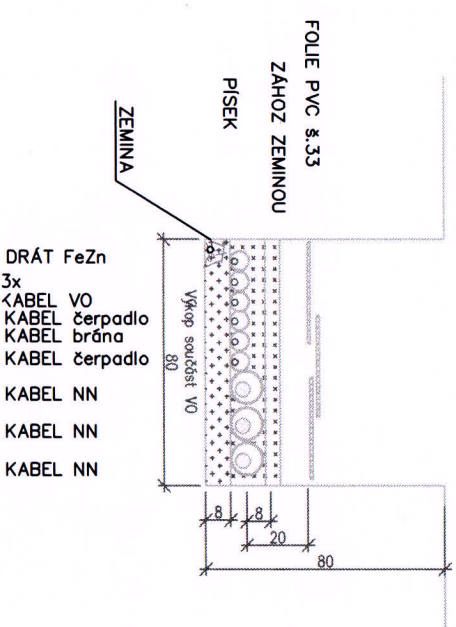 FOLIE PVC š.33
ZÁHOZ ZEMINOU
PÍSEK
ZEMINA
DRÁT FeZn
3x
KABEL VO
KABEL čerpadlo
KABEL brána
KABEL čerpadlo
KABEL NN
KABEL NN
KABEL NN
Výkop součást VO
80
8
8
20
80